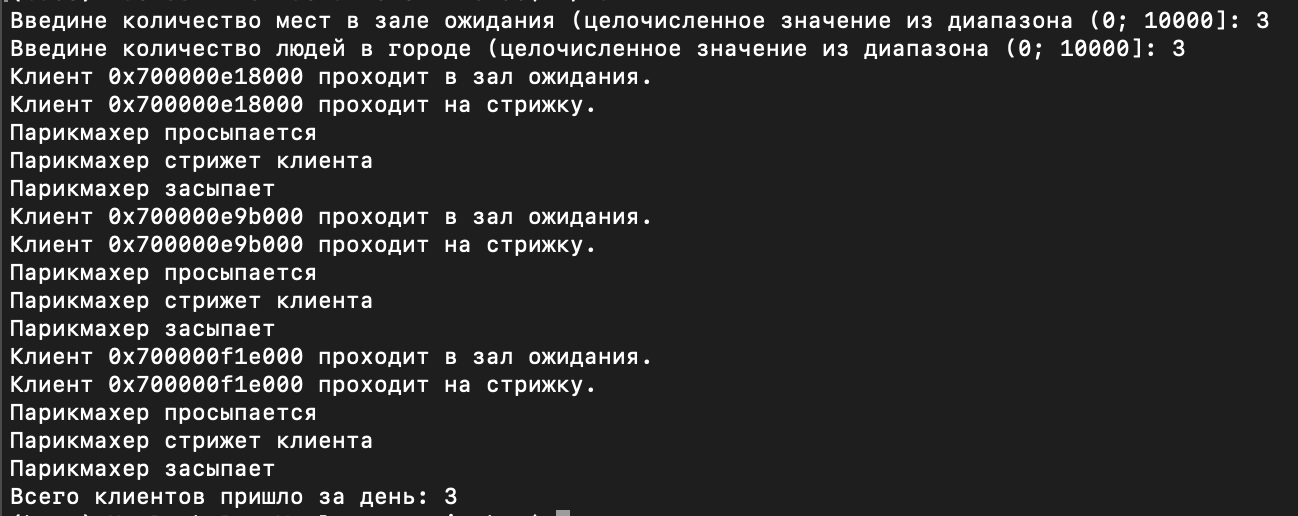 Введине количество мест в зале ожидания (целочисленное значение из диапазона (0; 10000]: 3
Введине количество людей в городе (целочисленное значение из диапазона (0; 10000]: 3
Клиент 0x700000e18000 проходит в зал ожидания.
Клиент 0x700000e18000 проходит на стрижку.
Парикмахер просыпается
Парикмахер стрижет клиента
Парикмахер засыпает
Клиент 0x700000e9b000 проходит в зал ожидания.
Клиент 0x700000e9b000 проходит на стрижку.
Парикмахер просыпается
Парикмахер стрижет клиента
Парикмахер засыпает
Клиент 0x700000f1e000 проходит в зал ожидания.
Клиент 0x700000f1e000 проходит на стрижку.
Парикмахер просыпается
Парикмахер стрижет клиента
Парикмахер засыпает
Всего клиентов пришло за день: 3